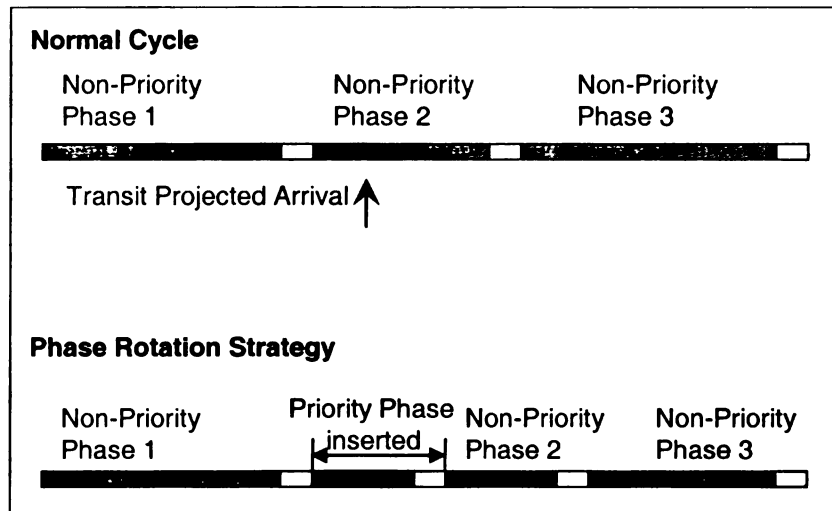 Normal Cycle
Non-Priority Non-Priority Non-Priority
Phase 1 Phase 2 Phase 3
Transit Projected Arrival
Phase Rotation Strategy
Non-Priority Priority Phase Non-Priority Non-Priority
Phase 1 inserted Phase 2 Phase 3